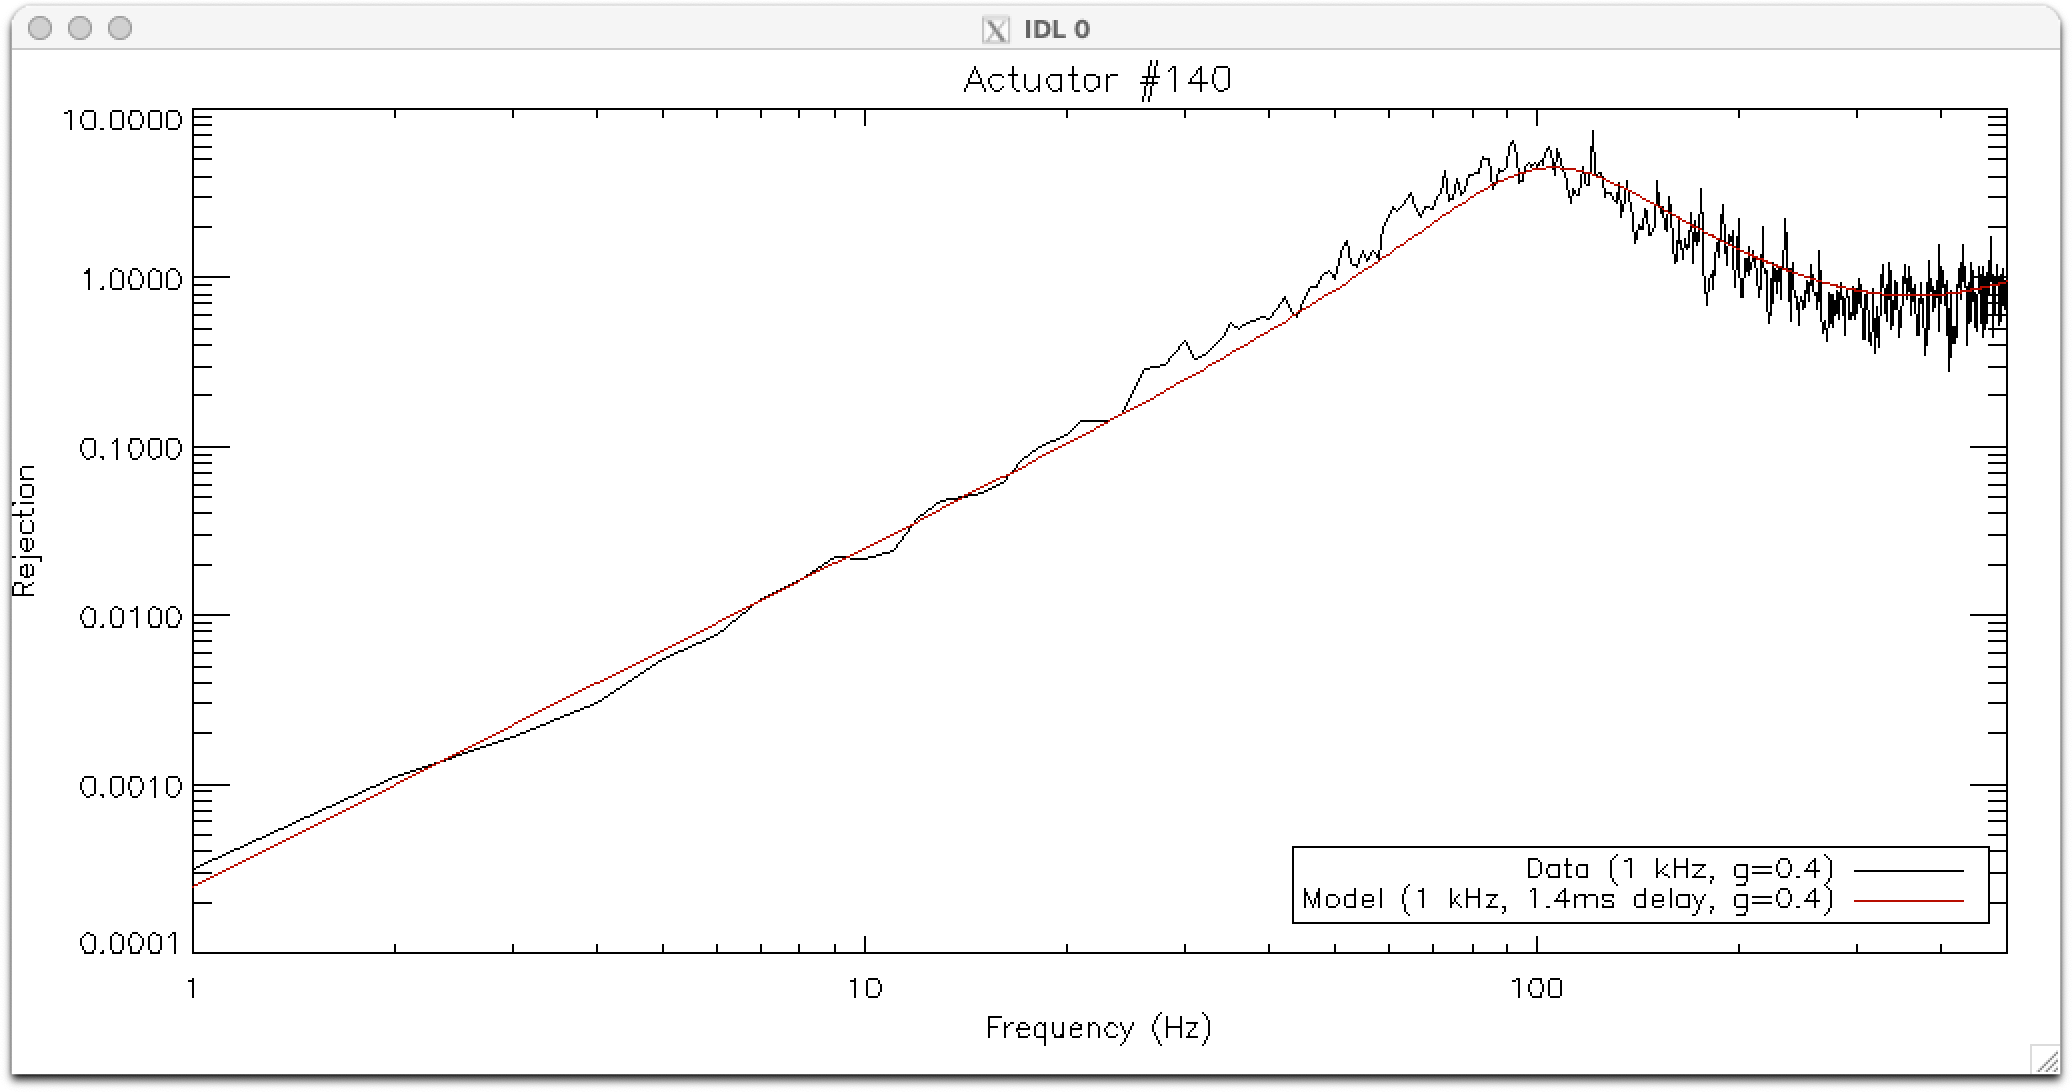 IDL 0
Actuator #140
10.0000
1.0000
0.1000
0.0100
0.0010
0.0001
Rejection
Data (1 kHz, g=0.4)
Model (1 kHz, 1.4ms delay, g=0.4)
1
10
100
Frequency (Hz)